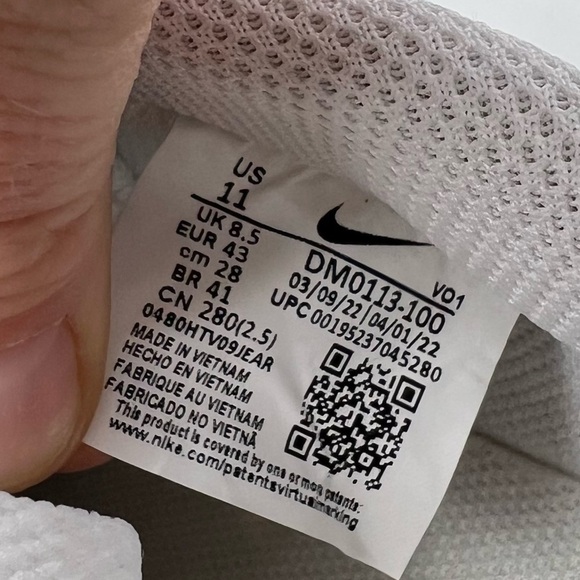 US
11
UK 8.5
EUR 43
cm 28
BR 41
CN 280(2.5)
0480HTV09JEAR
MADE IN VIETNAM
HECHO EN VIETNAM
FABRIQUE AU VIETNAM
FABRICADO NO VIETNÃ
This product is covered by one or more patents:
www.nike.com/patentsvirtualmarking
VO1
DM0113-100
03/09/22/04/01/22
UPC 00195237045280